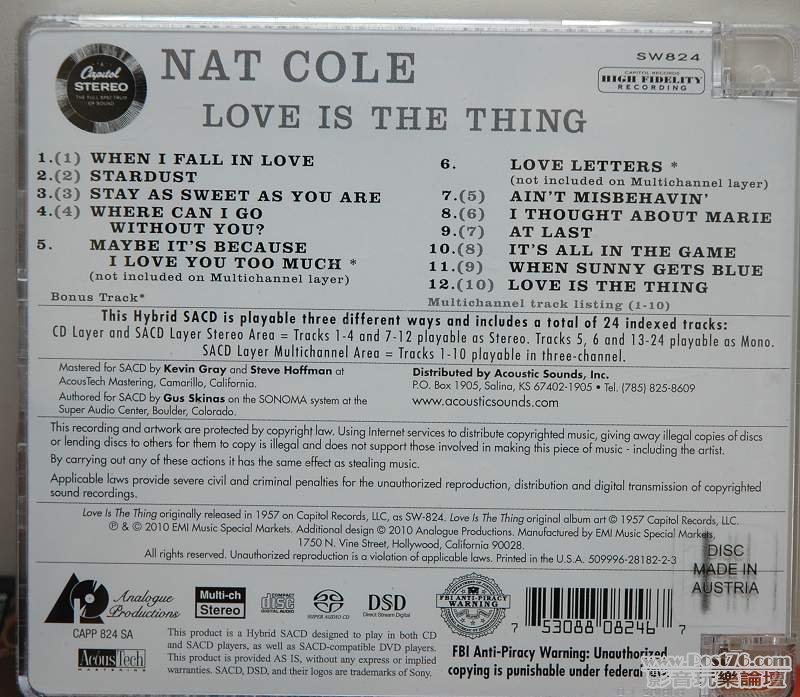 A
Capitol
STEREO
THE FULL SPECTRUM
OF SOUND
NAT COLE
SW824
CAPITOL RECORDS
HIGH FIDELITY
RECORDING
LOVE IS THE THING
1.(1) WHEN I FALL IN LOVE
2.(2) STARDUST
3.(3) STAY AS SWEET AS YOU ARE
4.(4) WHERE CAN I GO
WITHOUT YOU?
5. MAYBE IT'S BECAUSE
I LOVE YOU TOO MUCH *
(not included on Multichannel layer)
Bonus Track*
6. LOVE LETTERS *
(not included on Multichannel layer)
7.(5) AIN'T MISBEHAVIN'
8.(6) I THOUGHT ABOUT MARIE
9.(7) AT LAST
10.(8) IT'S ALL IN THE GAME
11.(9) WHEN SUNNY GETS BLUE
12.(10) LOVE IS THE THING
Multichannel track listing (1-10)
This Hybrid SACD is playable three different ways and includes a total of 24 indexed tracks:
CD Layer and SACD Layer Stereo Area = Tracks 1-4 and 7-12 playable as Stereo. Tracks 5, 6 and 13-24 playable as Mono.
SACD Layer Multichannel Area = Tracks 1-10 playable in three-channel.
Mastered for SACD by Kevin Gray and Steve Hoffman at
AcousTech Mastering, Camarillo, California.
Authored for SACD by Gus Skinas on the SONOMA system at the
Super Audio Center, Boulder, Colorado.
Distributed by Acoustic Sounds, Inc.
P.O. Box 1905, Salina, KS 67402-1905 • Tel. (785) 825-8609
www.acousticsounds.com
This recording and artwork are protected by copyright law. Using Internet services to distribute copyrighted music, giving away illegal copies of discs
or lending discs to others for them to copy is illegal and does not support those involved in making this piece of music - including the artist.
By carrying out any of these actions it has the same effect as stealing music.
Applicable laws provide severe civil and criminal penalties for the unauthorized reproduction, distribution and digital transmission of copyrighted
sound recordings.
Love Is The Thing originally released in 1957 on Capitol Records, LLC, as SW-824. Love Is The Thing original album art © 1957 Capitol Records, LLC.
℗ & © 2010 EMI Music Special Markets. Additional design © 2010 Analogue Productions. Manufactured by EMI Music Special Markets,
1750 N. Vine Street, Hollywood, California 90028.
All rights reserved. Unauthorized reproduction is a violation of applicable laws. Printed in the U.S.A. 509996-28182-2-3
DISC
MADE IN
AUSTRIA
Analogue
Productions
CAPP 824 SA
AcousTech
MASTERING
Multi-ch
Stereo
COMPACT
disc
DIGITAL AUDIO
SUPER AUDIO CD
DSD
Direct Stream Digital
This product is a Hybrid SACD designed to play in both CD
and SACD players, as well as SACD-compatible DVD players.
This product is provided AS IS, without any express or implied
warranties. SACD, DSD, and their logos are trademarks of Sony.
FBI ANTI-PIRACY
WARNING
7 53088 08246 7
FBI Anti-Piracy Warning: Unauthorized
copying is punishable under federal
www.Post76.com
影音玩樂論壇